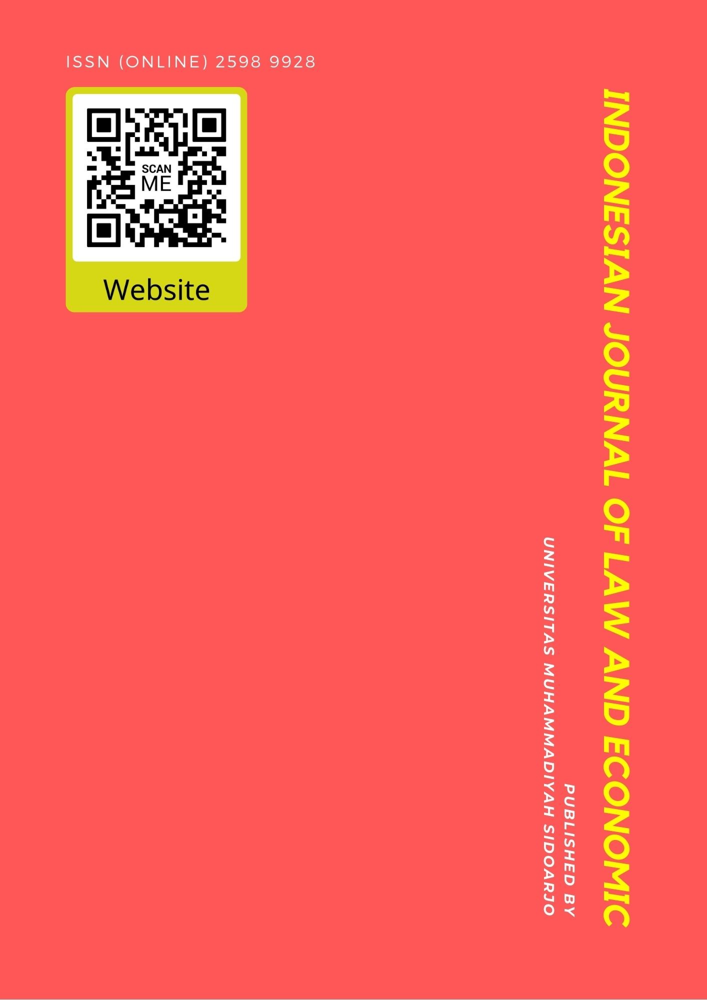 ISSN (ONLINE) 2598 9928
SCAN
ME
Website
INDONESIAN JOURNAL OF LAW AND ECONOMIC
PUBLISHED BY
UNIVERSITAS MUHAMMADIYAH SIDOARJO